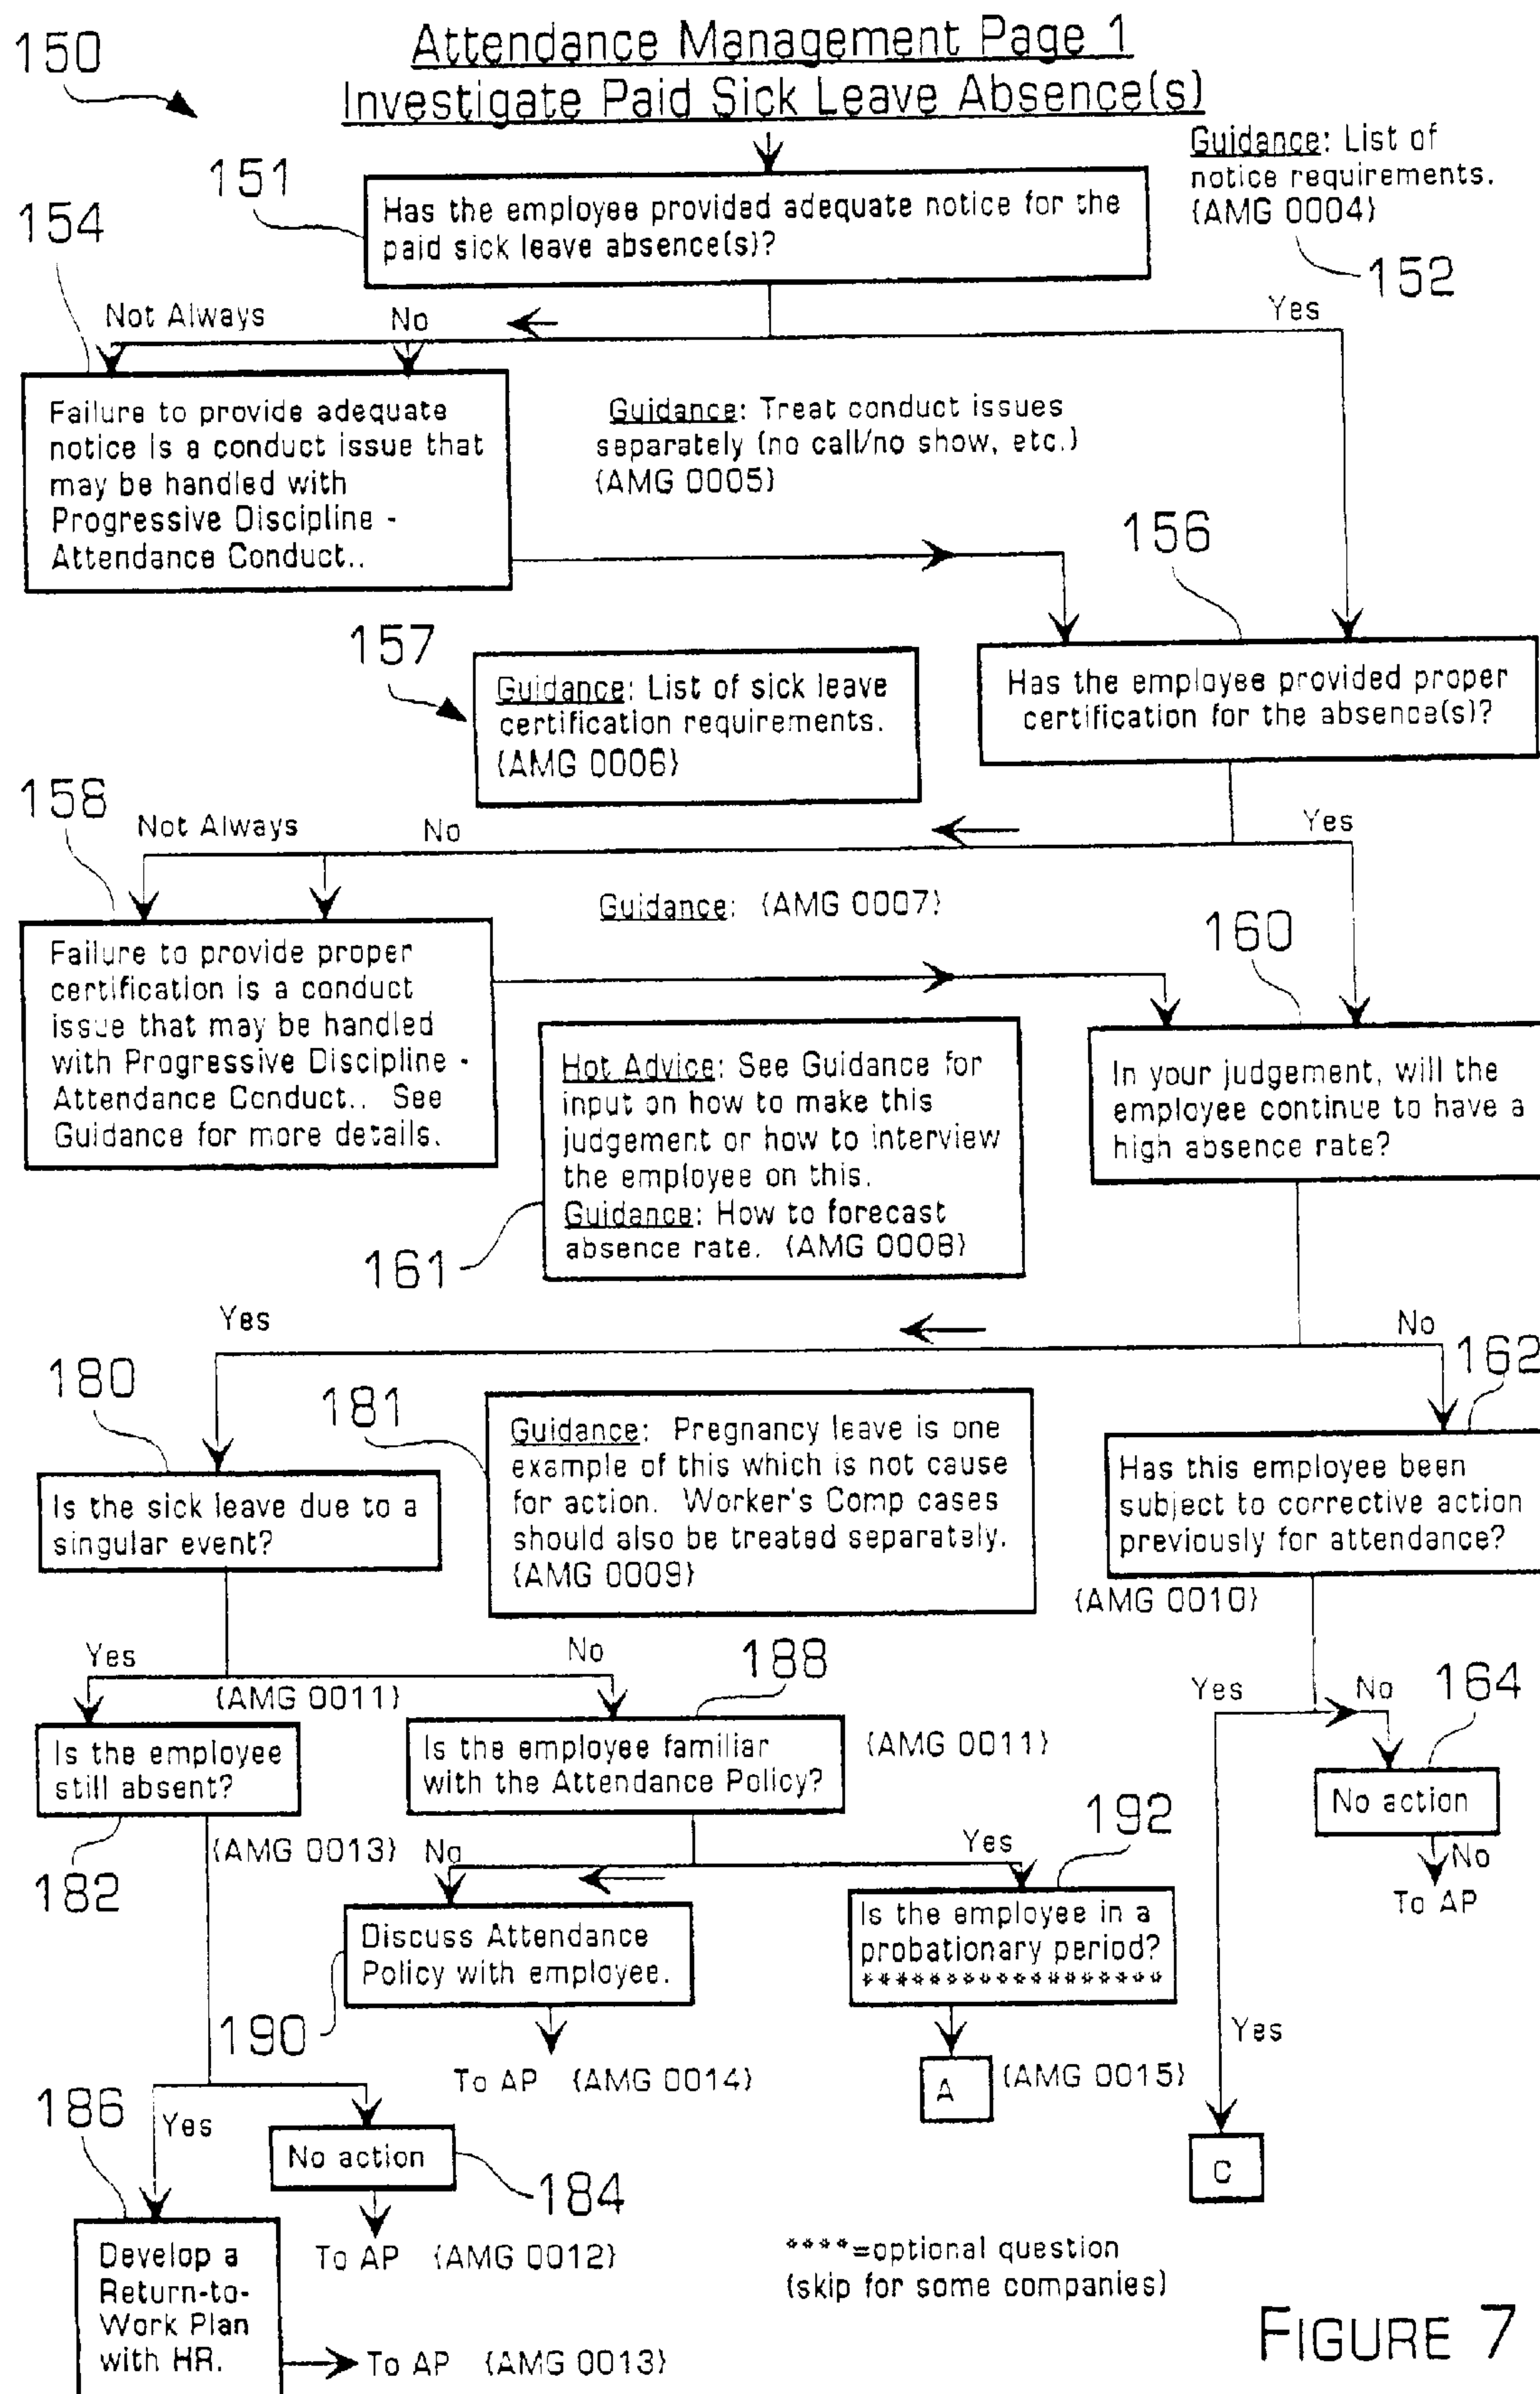 150
Attendance Management Page 1
Investigate Paid Sick Leave Absence(s)
Guidance: List of
notice requirements.
{AMG 0004}
152
151
154
Has the employee provided adequate notice for the
paid sick leave absence(s)?
Not Always
No
Yes
Failure to provide adequate
notice is a conduct issue that
may be handled with
Progressive Discipline -
Attendance Conduct..
Guidance: Treat conduct issues
separately (no call/no show, etc.)
{AMG 0005}
156
157
Guidance: List of sick leave
certification requirements.
{AMG 0006}
Has the employee provided proper
certification for the absence(s)?
158
Not Always
No
Yes
Guidance: {AMG 0007}
160
Failure to provide proper
certification is a conduct
issue that may be handled
with Progressive Discipline -
Attendance Conduct.. See
Guidance for more details.
Hot Advice: See Guidance for
input on how to make this
judgement or how to interview
the employee on this.
Guidance: How to forecast
absence rate. {AMG 0008}
161
In your judgement, will the
employee continue to have a
high absence rate?
Yes
No
162
180
181
Guidance: Pregnancy leave is one
example of this which is not cause
for action. Worker's Comp cases
should also be treated separately.
{AMG 0009}
Is the sick leave due to a
singular event?
Has this employee been
subject to corrective action
previously for attendance?
{AMG 0010}
Yes
No
188
{AMG 0011}
Yes
No
164
Is the employee
still absent?
182
Is the employee familiar
with the Attendance Policy?
{AMG 0011}
No action
No
To AP
{AMG 0013}
No
Yes
192
Discuss Attendance
Policy with employee.
190
To AP {AMG 0014}
Is the employee in a
probationary period?
******************
A
{AMG 0015}
Yes
C
186
Yes
No action
184
To AP {AMG 0012}
Develop a
Return-to-
Work Plan
with HR.
To AP {AMG 0013}
****=optional question
(skip for some companies)
FIGURE 7